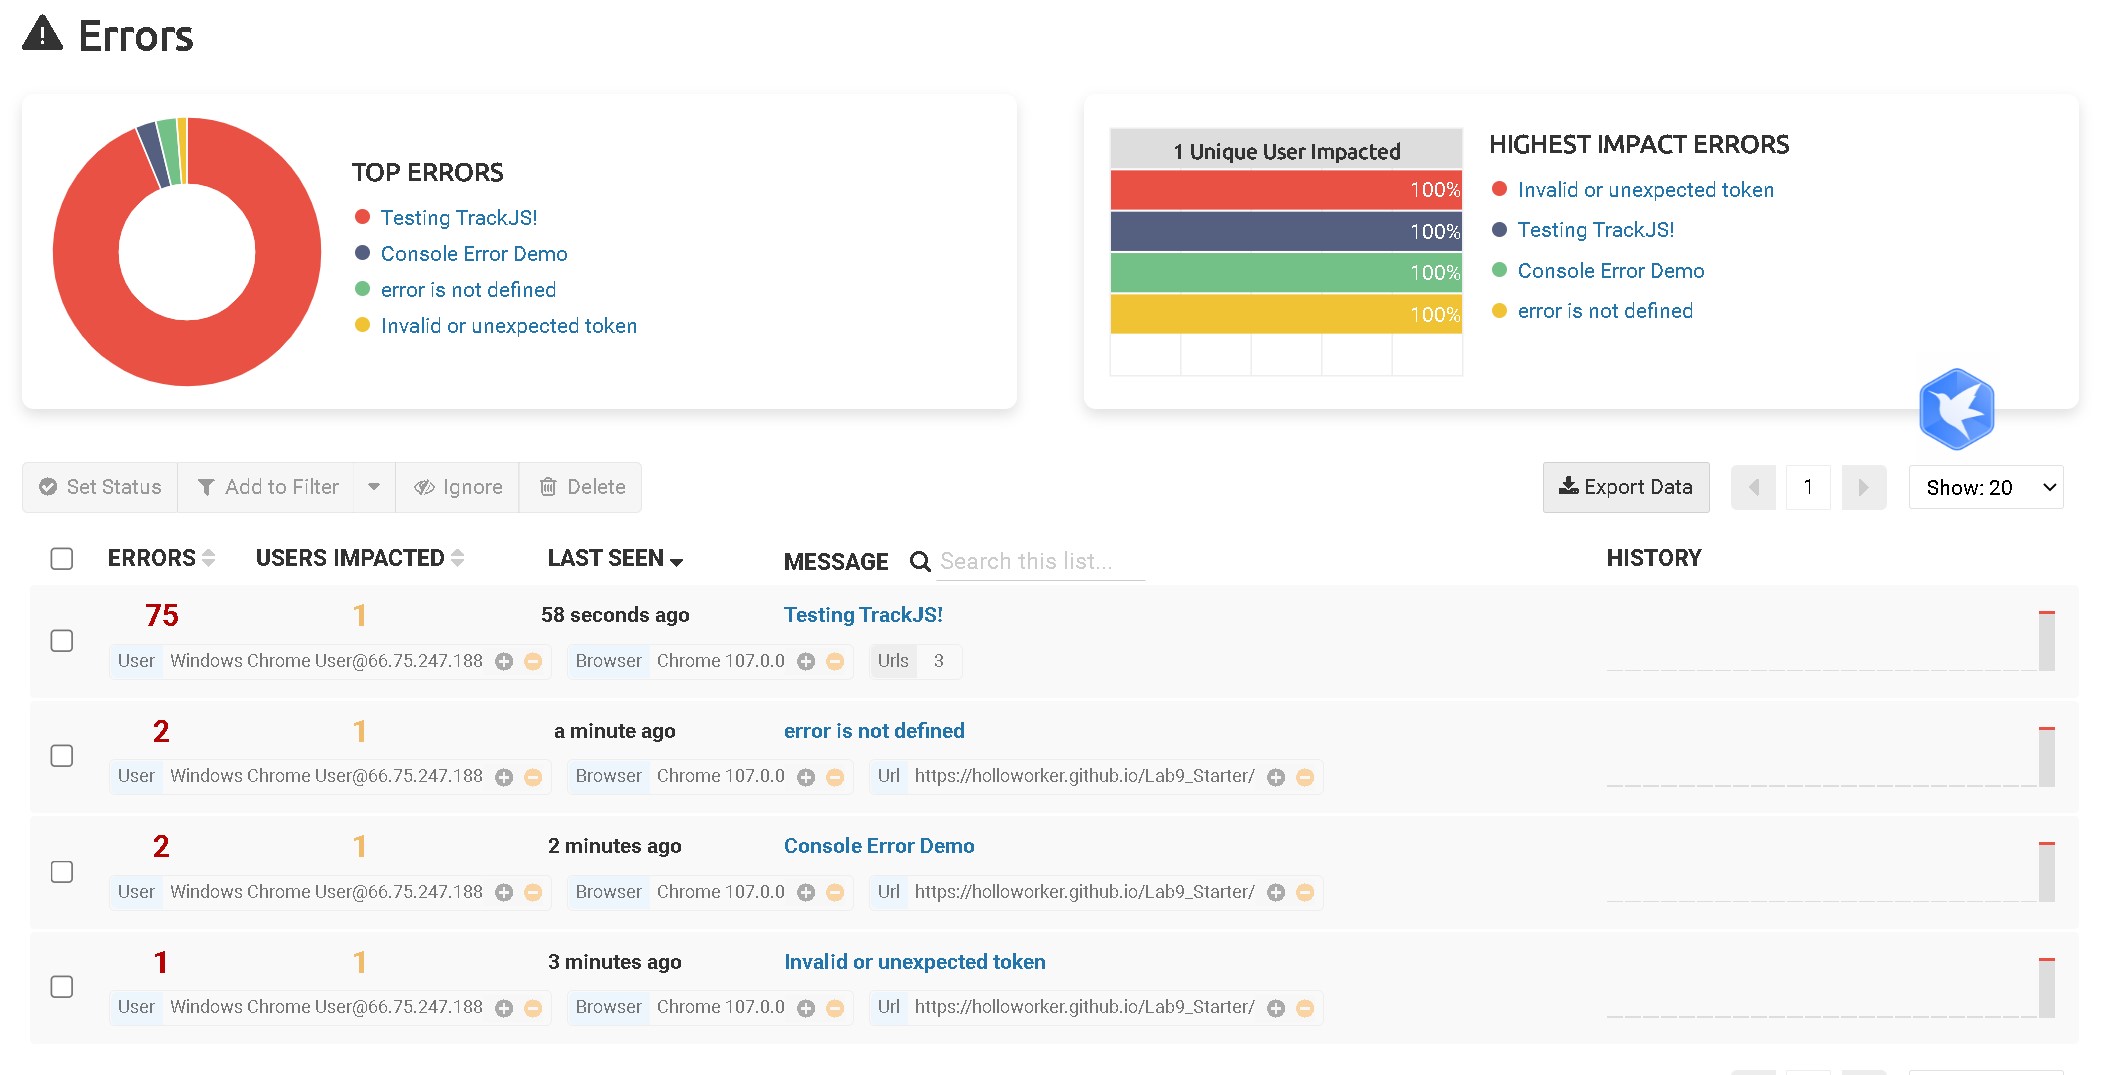 Errors
TOP ERRORS
Testing TrackJS!
Console Error Demo
error is not defined
Invalid or unexpected token
1 Unique User Impacted
100%
100%
100%
100%
HIGHEST IMPACT ERRORS
Invalid or unexpected token
Testing TrackJS!
Console Error Demo
error is not defined
Set Status Add to Filter Ignore Delete Export Data 1 Show: 20
ERRORS USERS IMPACTED LAST SEEN MESSAGE Search this list... HISTORY
75 1 58 seconds ago Testing TrackJS!
User Windows Chrome User@66.75.247.188 Browser Chrome 107.0.0 Urls 3
2 1 a minute ago error is not defined
User Windows Chrome User@66.75.247.188 Browser Chrome 107.0.0 Url https://holloworker.github.io/Lab9_Starter/
2 1 2 minutes ago Console Error Demo
User Windows Chrome User@66.75.247.188 Browser Chrome 107.0.0 Url https://holloworker.github.io/Lab9_Starter/
1 1 3 minutes ago Invalid or unexpected token
User Windows Chrome User@66.75.247.188 Browser Chrome 107.0.0 Url https://holloworker.github.io/Lab9_Starter/